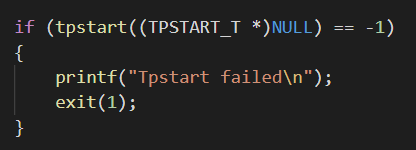 if (tpstart((TPSTART_T *)NULL) == -1)
{
    printf("Tpstart failed\n");
    exit(1);
}